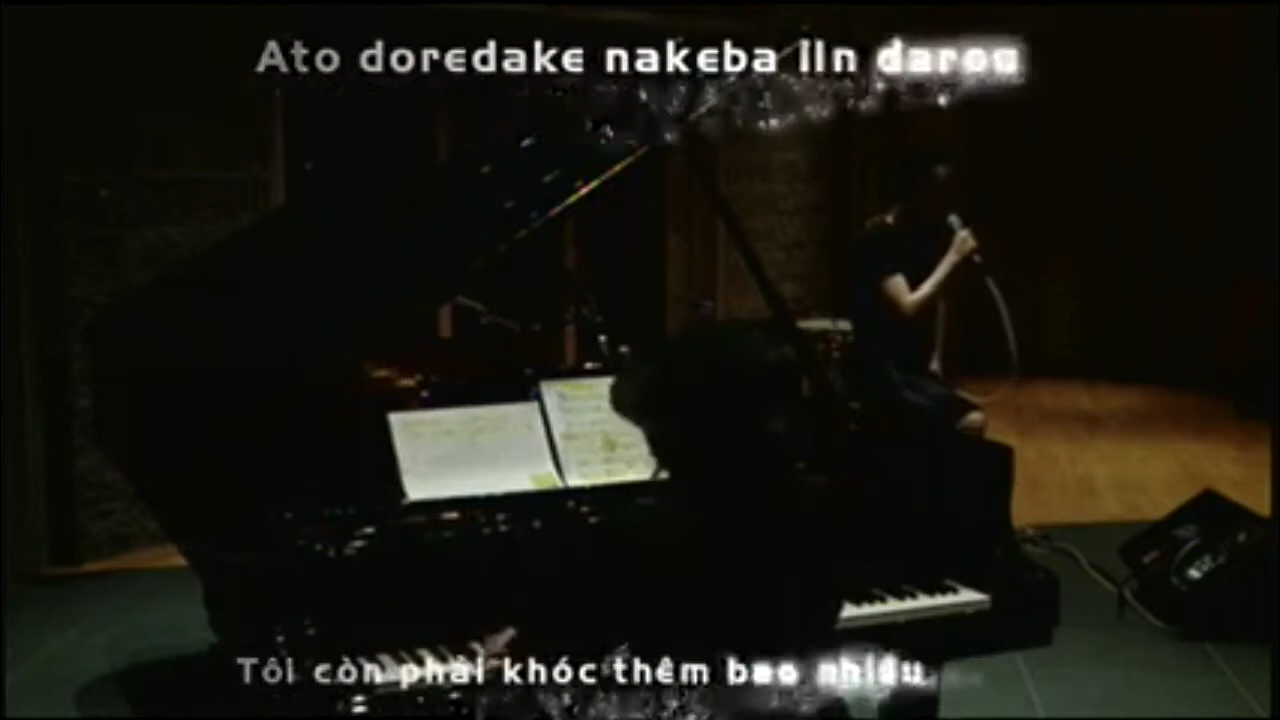 Ato doredake nakeba iin darou
Tôi còn phải khóc thêm bao nhiêu